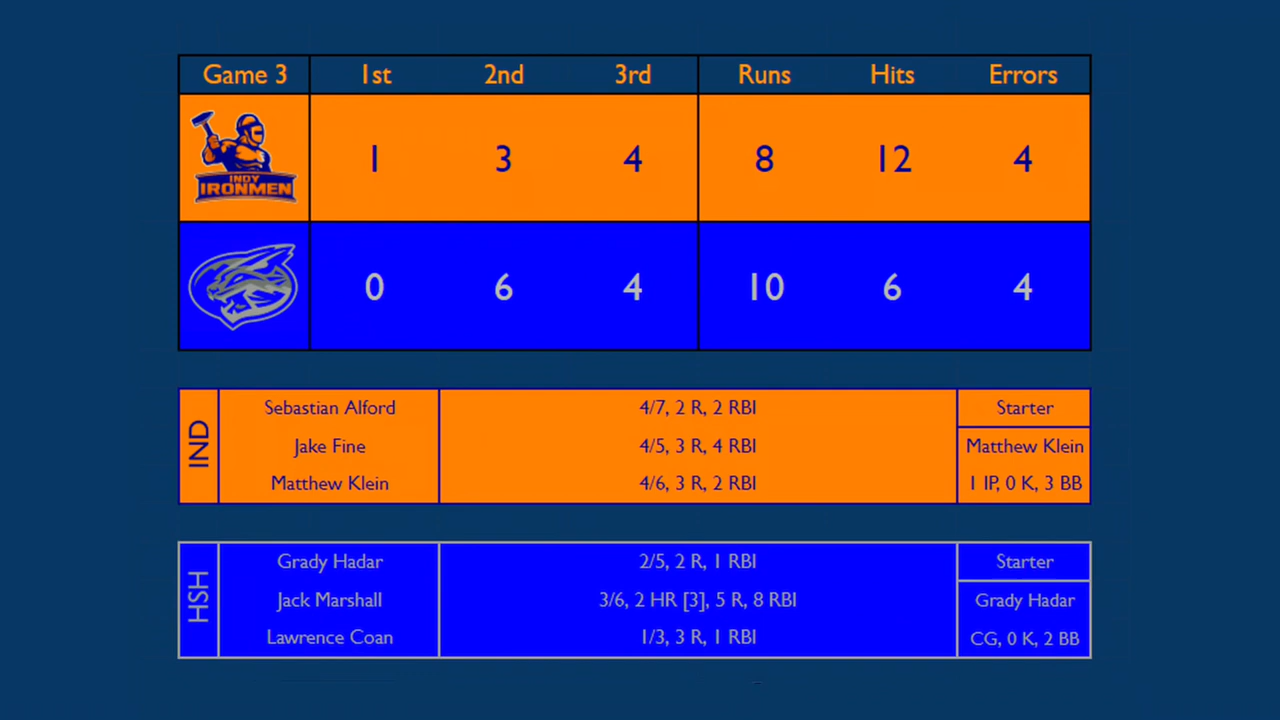 Game 3 1st 2nd 3rd Runs Hits Errors
INDY
IRONMEN
1 3 4 8 12 4
0 6 4 10 6 4
IND
Sebastian Alford 4/7, 2 R, 2 RBI Starter
Jake Fine 4/5, 3 R, 4 RBI Matthew Klein
Matthew Klein 4/6, 3 R, 2 RBI 1 IP, 0 K, 3 BB
HSH
Grady Hadar 2/5, 2 R, 1 RBI Starter
Jack Marshall 3/6, 2 HR [3], 5 R, 8 RBI Grady Hadar
Lawrence Coan 1/3, 3 R, 1 RBI CG, 0 K, 2 BB